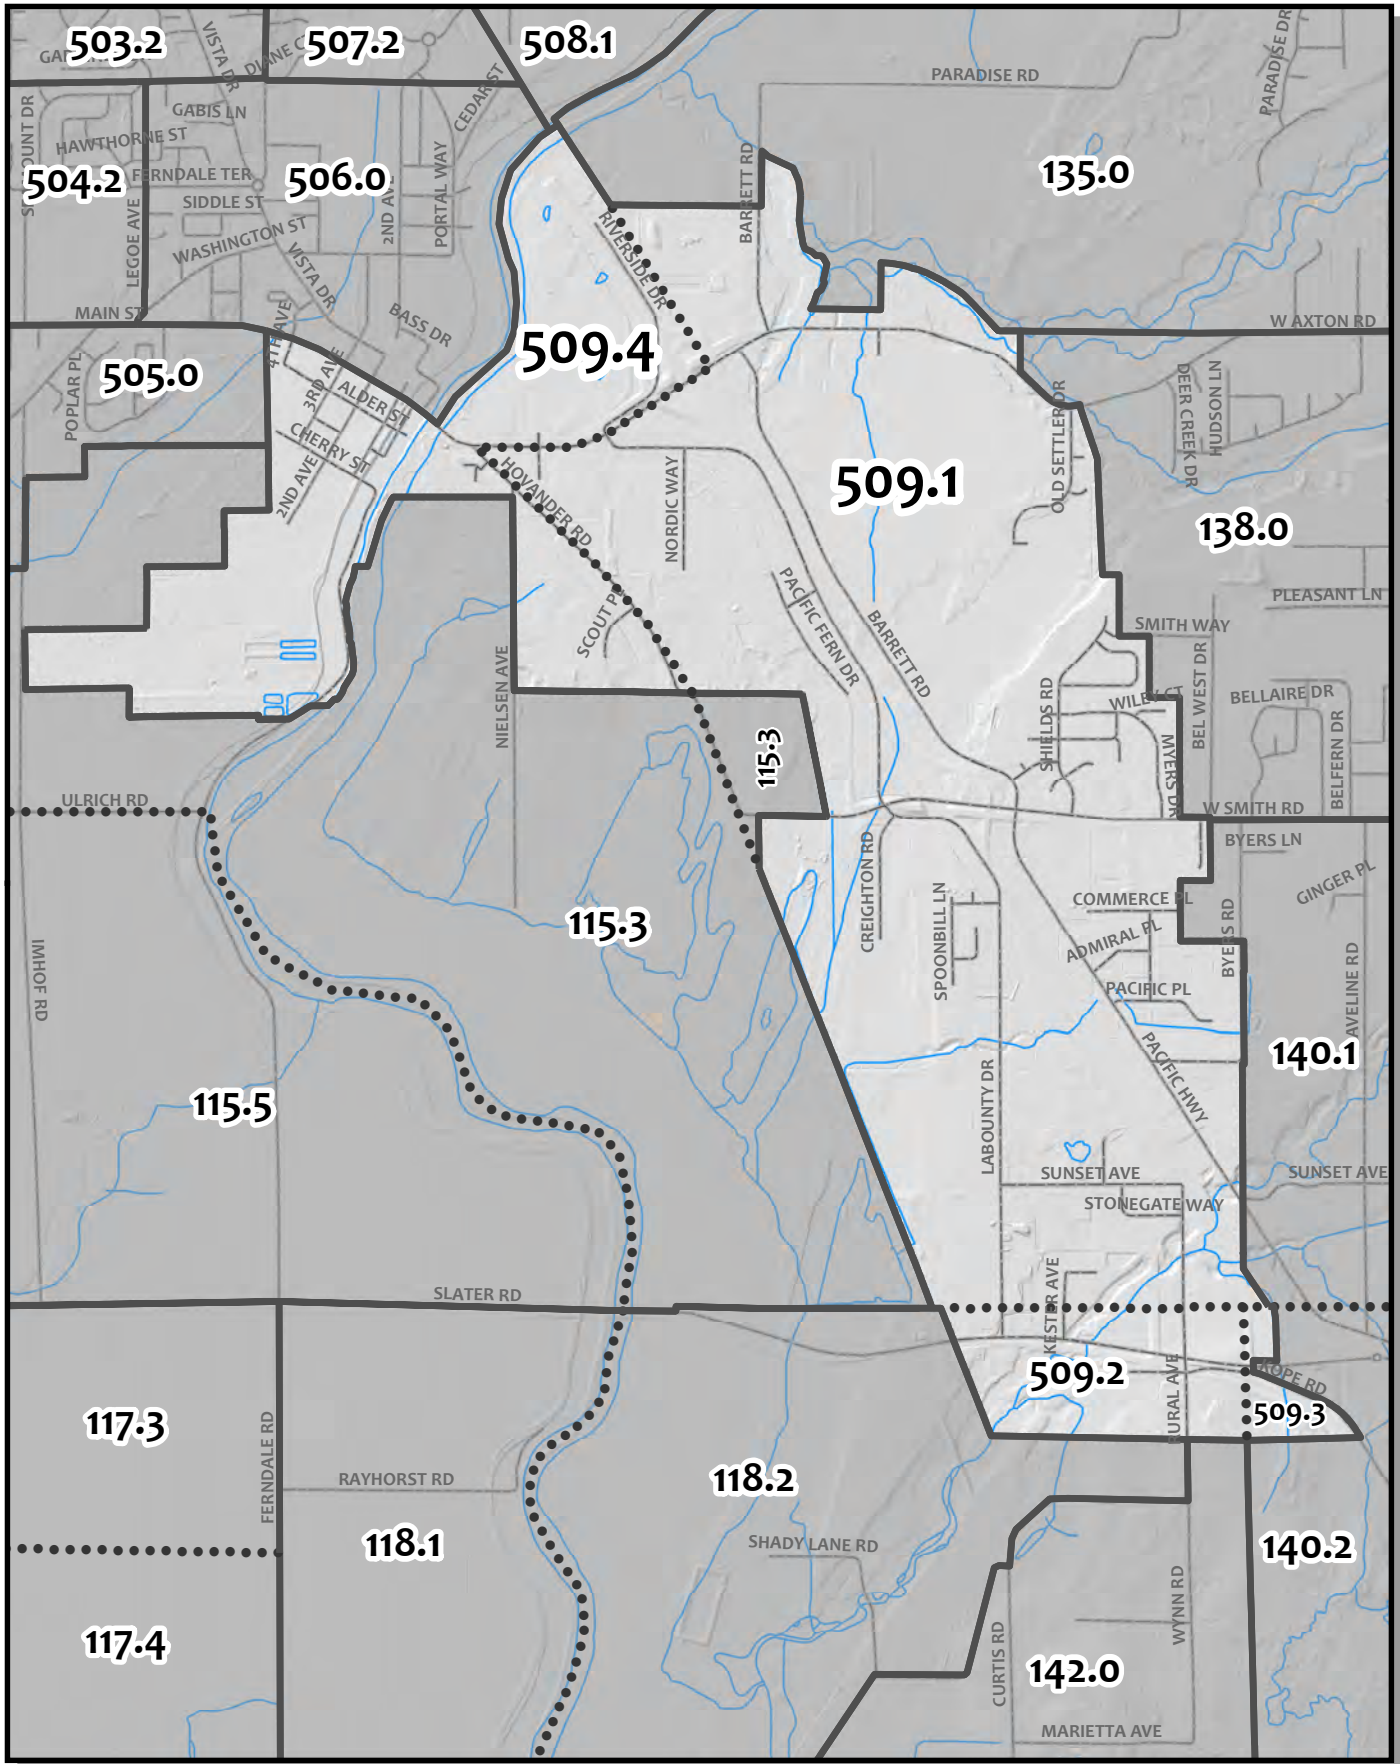 503.2
507.2
508.1
VISTA DR
DIANE C
CEDAR ST
PARADISE RD
PARADISE DR
GABIS LN
HAWTHORNE ST
504.2
FERNDALE TER
506.0
SIDDLE ST
LEGOE AVE
WASHINGTON ST
2ND AVE
PORTAL WAY
VISTA DR
BARRETT RD
135.0
RIVERSIDE DR
MAIN ST
4TH AVE
BASS DR
W AXTON RD
509.4
505.0
POPLAR PL
3RD AVE
ALDER ST
CHERRY ST
2ND AVE
HOVANDER RD
NORDIC WAY
509.1
OLD SETTLER DR
DEER CREEK DR
HUDSON LN
138.0
PLEASANT LN
SMITH WAY
SCOUT PL
PACIFIC FERN DR
BARRETT RD
NIELSEN AVE
SHIELDS RD
WILEY CT
BEL WEST DR
BELLAIRE DR
MYERS DR
BELFERN DR
115.3
ULRICH RD
W SMITH RD
BYERS LN
CREIGHTON RD
SPOONBILL LN
COMMERCE PL
GINGER PL
115.3
ADMIRAL PL
BYERS RD
IMHOF RD
PACIFIC PL
AVELINE RD
PACIFIC HWY
140.1
115.5
LABOUNTY DR
SUNSET AVE
SUNSET AVE
STONEGATE WAY
SLATER RD
KESTER AVE
509.2
RURAL AVE
KOPE RD
509.3
117.3
FERNDALE RD
RAYHORST RD
118.2
118.1
SHADY LANE RD
140.2
117.4
WYNN RD
CURTIS RD
142.0
MARIETTA AVE